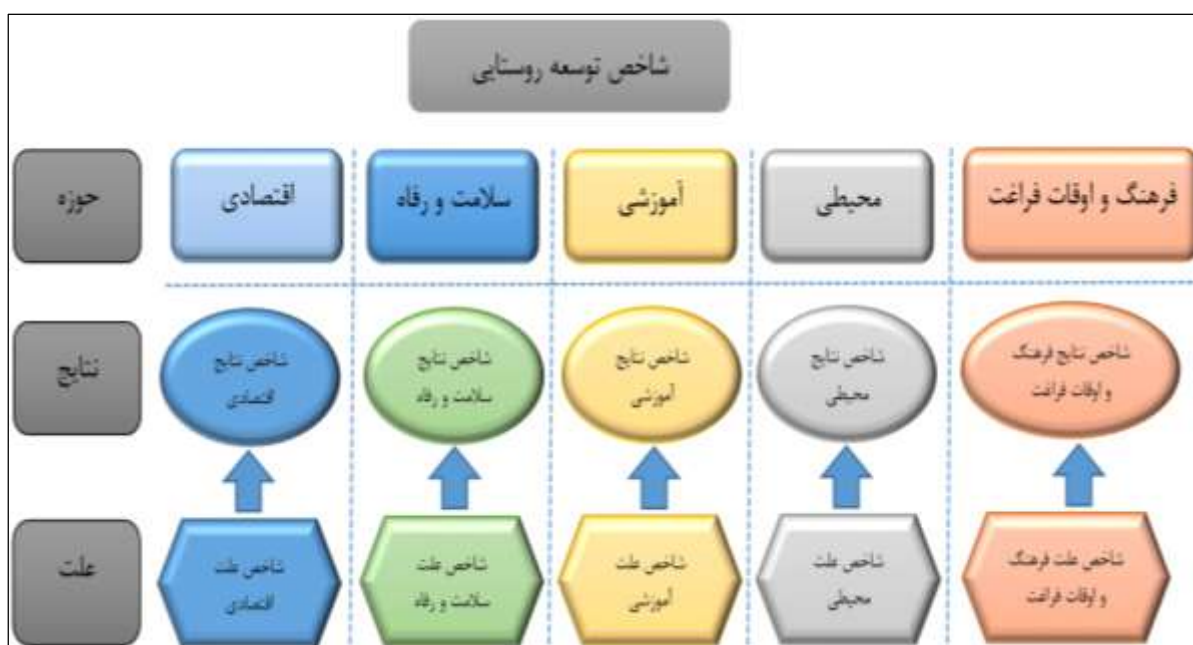 شاخص توسعه روستایی
حوزه
اقتصادی
سلامت و رفاه
آموزشی
محیطی
فرهنگ و اوقات فراغت
نتایج
شاخص نتایج
اقتصادی
شاخص نتایج
سلامت و رفاه
شاخص نتایج
آموزشی
شاخص نتایج
محیطی
شاخص نتایج فرهنگ
و اوقات فراغت
علت
شاخص علت
اقتصادی
شاخص علت
سلامت و رفاه
شاخص علت
آموزشی
شاخص علت
محیطی
شاخص علت فرهنگ
و اوقات فراغت